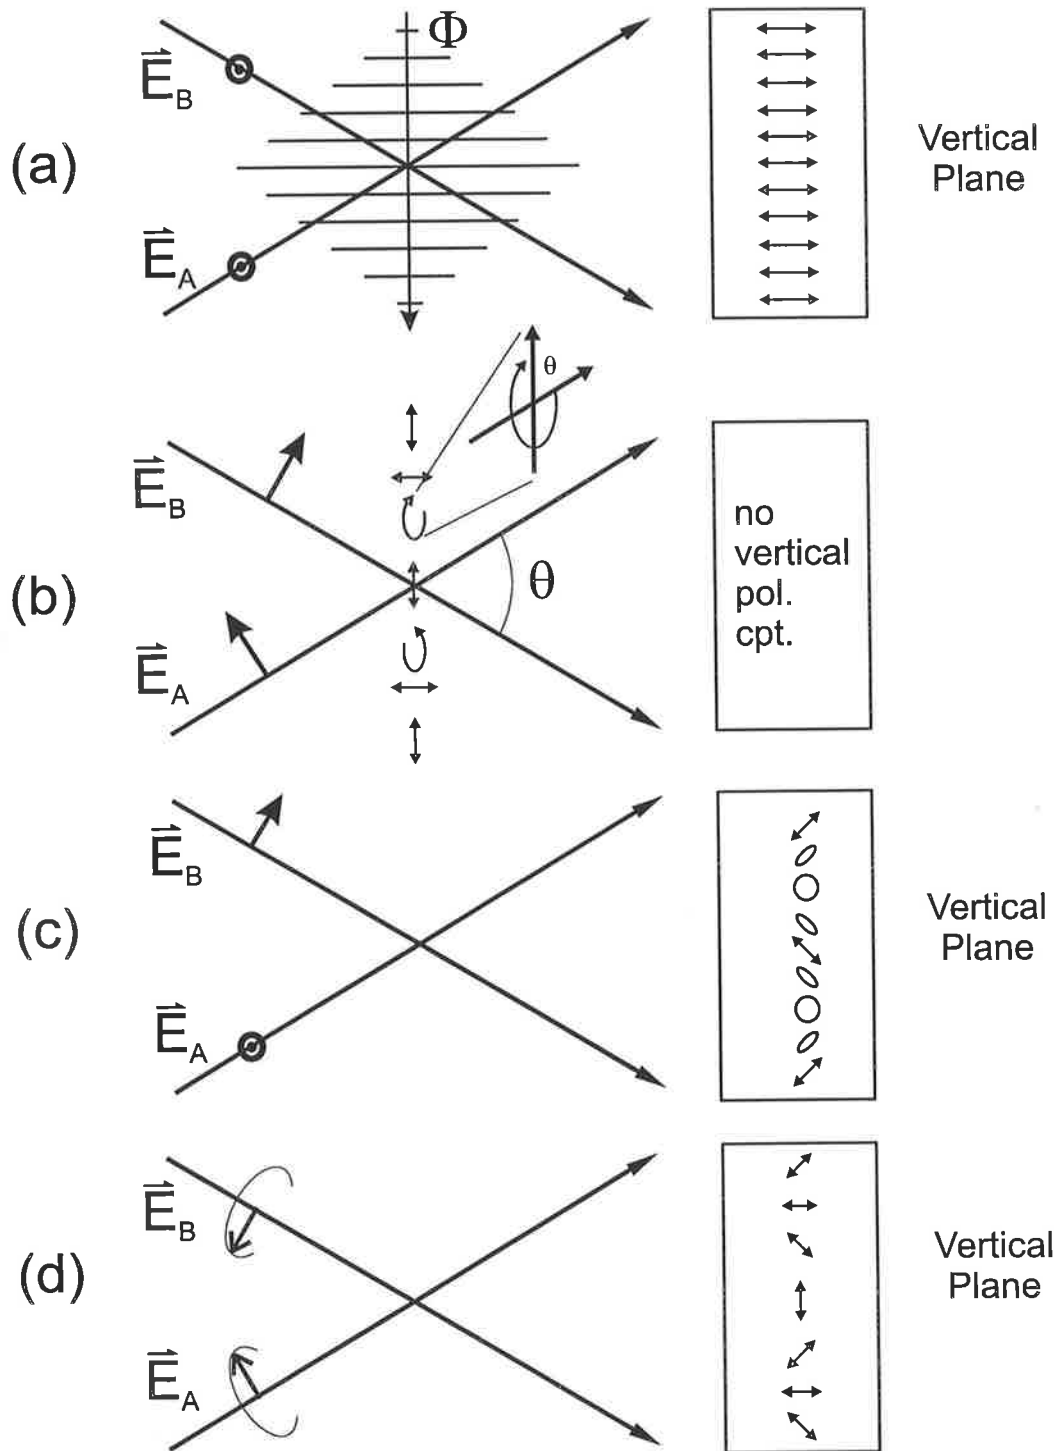 (a)
E⃗B
E⃗A
Φ
Vertical
Plane
(b)
E⃗B
E⃗A
θ
θ
no
vertical
pol.
cpt.
(c)
E⃗B
E⃗A
Vertical
Plane
(d)
E⃗B
E⃗A
Vertical
Plane